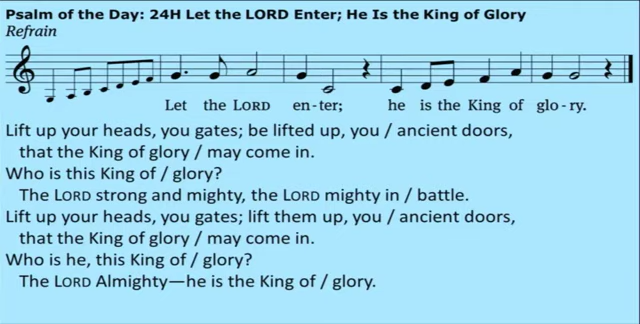 Psalm of the Day: 24H Let the LORD Enter; He Is the King of Glory
Refrain
Let the LORD en-ter; he is the King of glo-ry.
Lift up your heads, you gates; be lifted up, you / ancient doors,
that the King of glory / may come in.
Who is this King of / glory?
The LORD strong and mighty, the LORD mighty in / battle.
Lift up your heads, you gates; lift them up, you / ancient doors,
that the King of glory / may come in.
Who is he, this King of / glory?
The LORD Almighty—he is the King of / glory.